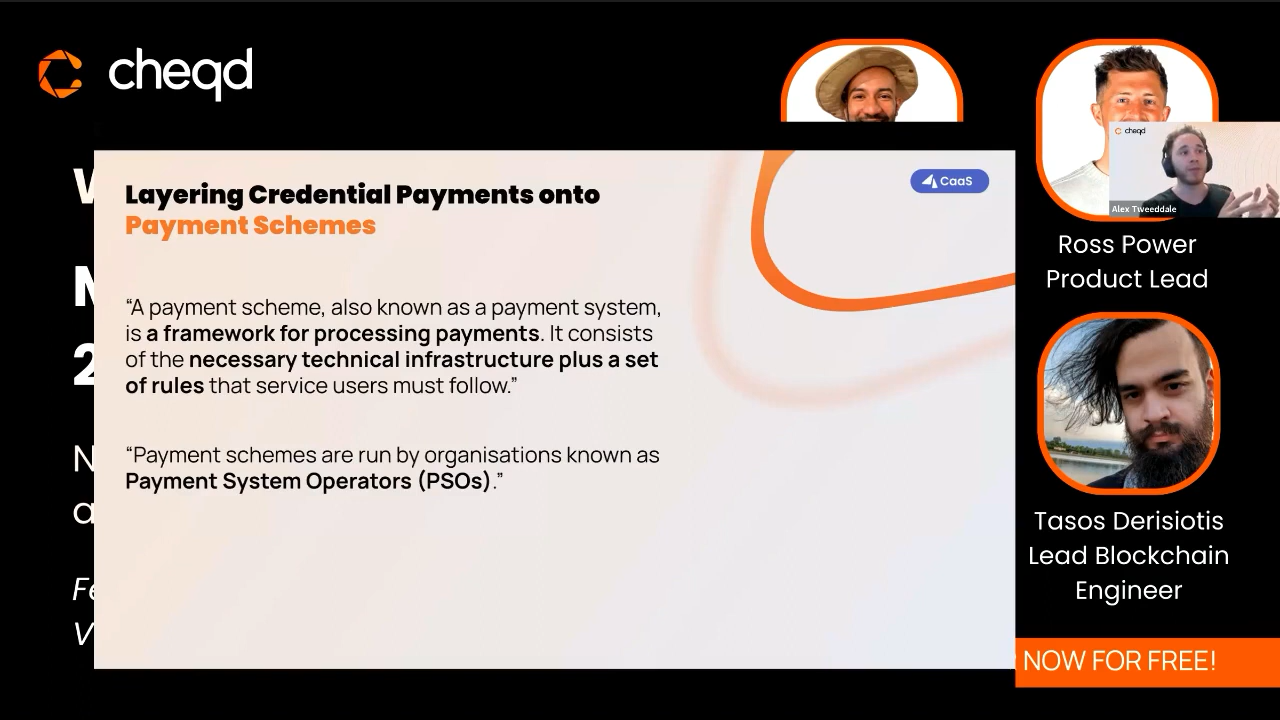 cheqd
cheqd
Alex Tweeddale
Layering Credential Payments onto
Payment Schemes
CaaS
“A payment scheme, also known as a payment system,
is a framework for processing payments. It consists
of the necessary technical infrastructure plus a set
of rules that service users must follow.”
“Payment schemes are run by organisations known as
Payment System Operators (PSOs).”
Ross Power
Product Lead
Tasos Derisiotis
Lead Blockchain
Engineer
NOW FOR FREE!